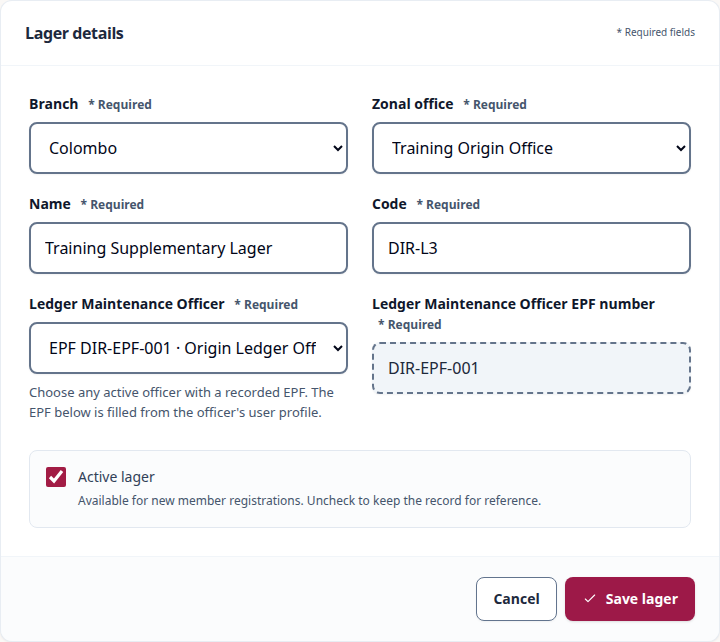 Lager details
* Required fields
Branch * Required
Zonal office * Required
Colombo
Training Origin Office
Name * Required
Code * Required
Training Supplementary Lager
DIR-L3
Ledger Maintenance Officer * Required
Ledger Maintenance Officer EPF number
* Required
EPF DIR-EPF-001 · Origin Ledger Off
DIR-EPF-001
Choose any active officer with a recorded EPF. The
EPF below is filled from the officer's user profile.
Active lager
Available for new member registrations. Uncheck to keep the record for reference.
Cancel
Save lager